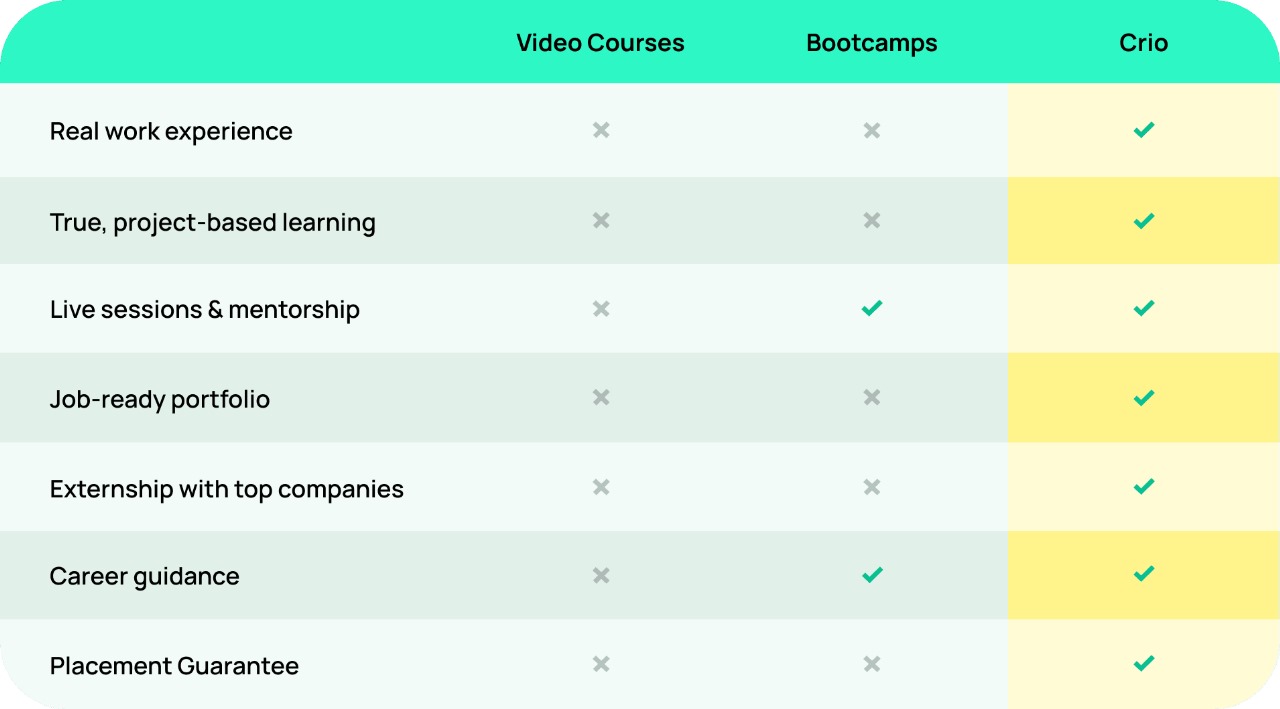 Video Courses Bootcamps Crio
Real work experience
True, project-based learning
Live sessions & mentorship
Job-ready portfolio
Externship with top companies
Career guidance
Placement Guarantee